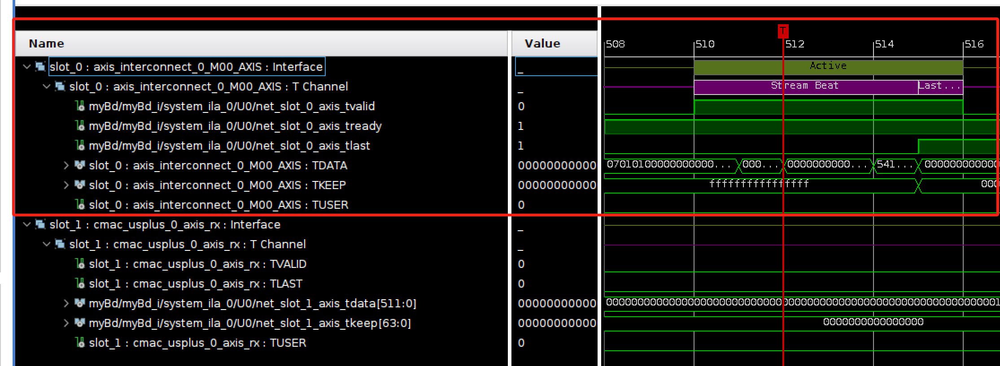 Name Value 508 510 T 512 514 516
slot_0 : axis_interconnect_0_M00_AXIS : Interface _ Active
slot_0 : axis_interconnect_0_M00_AXIS : T Channel _ Stream Beat Last...
myBd/myBd_i/system_ila_0/U0/net_slot_0_axis_tvalid 0
myBd/myBd_i/system_ila_0/U0/net_slot_0_axis_tready 1
myBd/myBd_i/system_ila_0/U0/net_slot_0_axis_tlast 1
slot_0 : axis_interconnect_0_M00_AXIS : TDATA 00000000000 07010100000000000... 000... 0000000000... 541... 000000000000
slot_0 : axis_interconnect_0_M00_AXIS : TKEEP 00000000000 ffffffffffffffff 000
slot_0 : axis_interconnect_0_M00_AXIS : TUSER 0
slot_1 : cmac_usplus_0_axis_rx : Interface _
slot_1 : cmac_usplus_0_axis_rx : T Channel _
slot_1 : cmac_usplus_0_axis_rx : TVALID 0
slot_1 : cmac_usplus_0_axis_rx : TLAST 0
myBd/myBd_i/system_ila_0/U0/net_slot_1_axis_tdata[511:0] 00000000000 00000000000000000000000000000000000000000000000000000000000001
myBd/myBd_i/system_ila_0/U0/net_slot_1_axis_tkeep[63:0] 00000000000 0000000000000000
slot_1 : cmac_usplus_0_axis_rx : TUSER 0